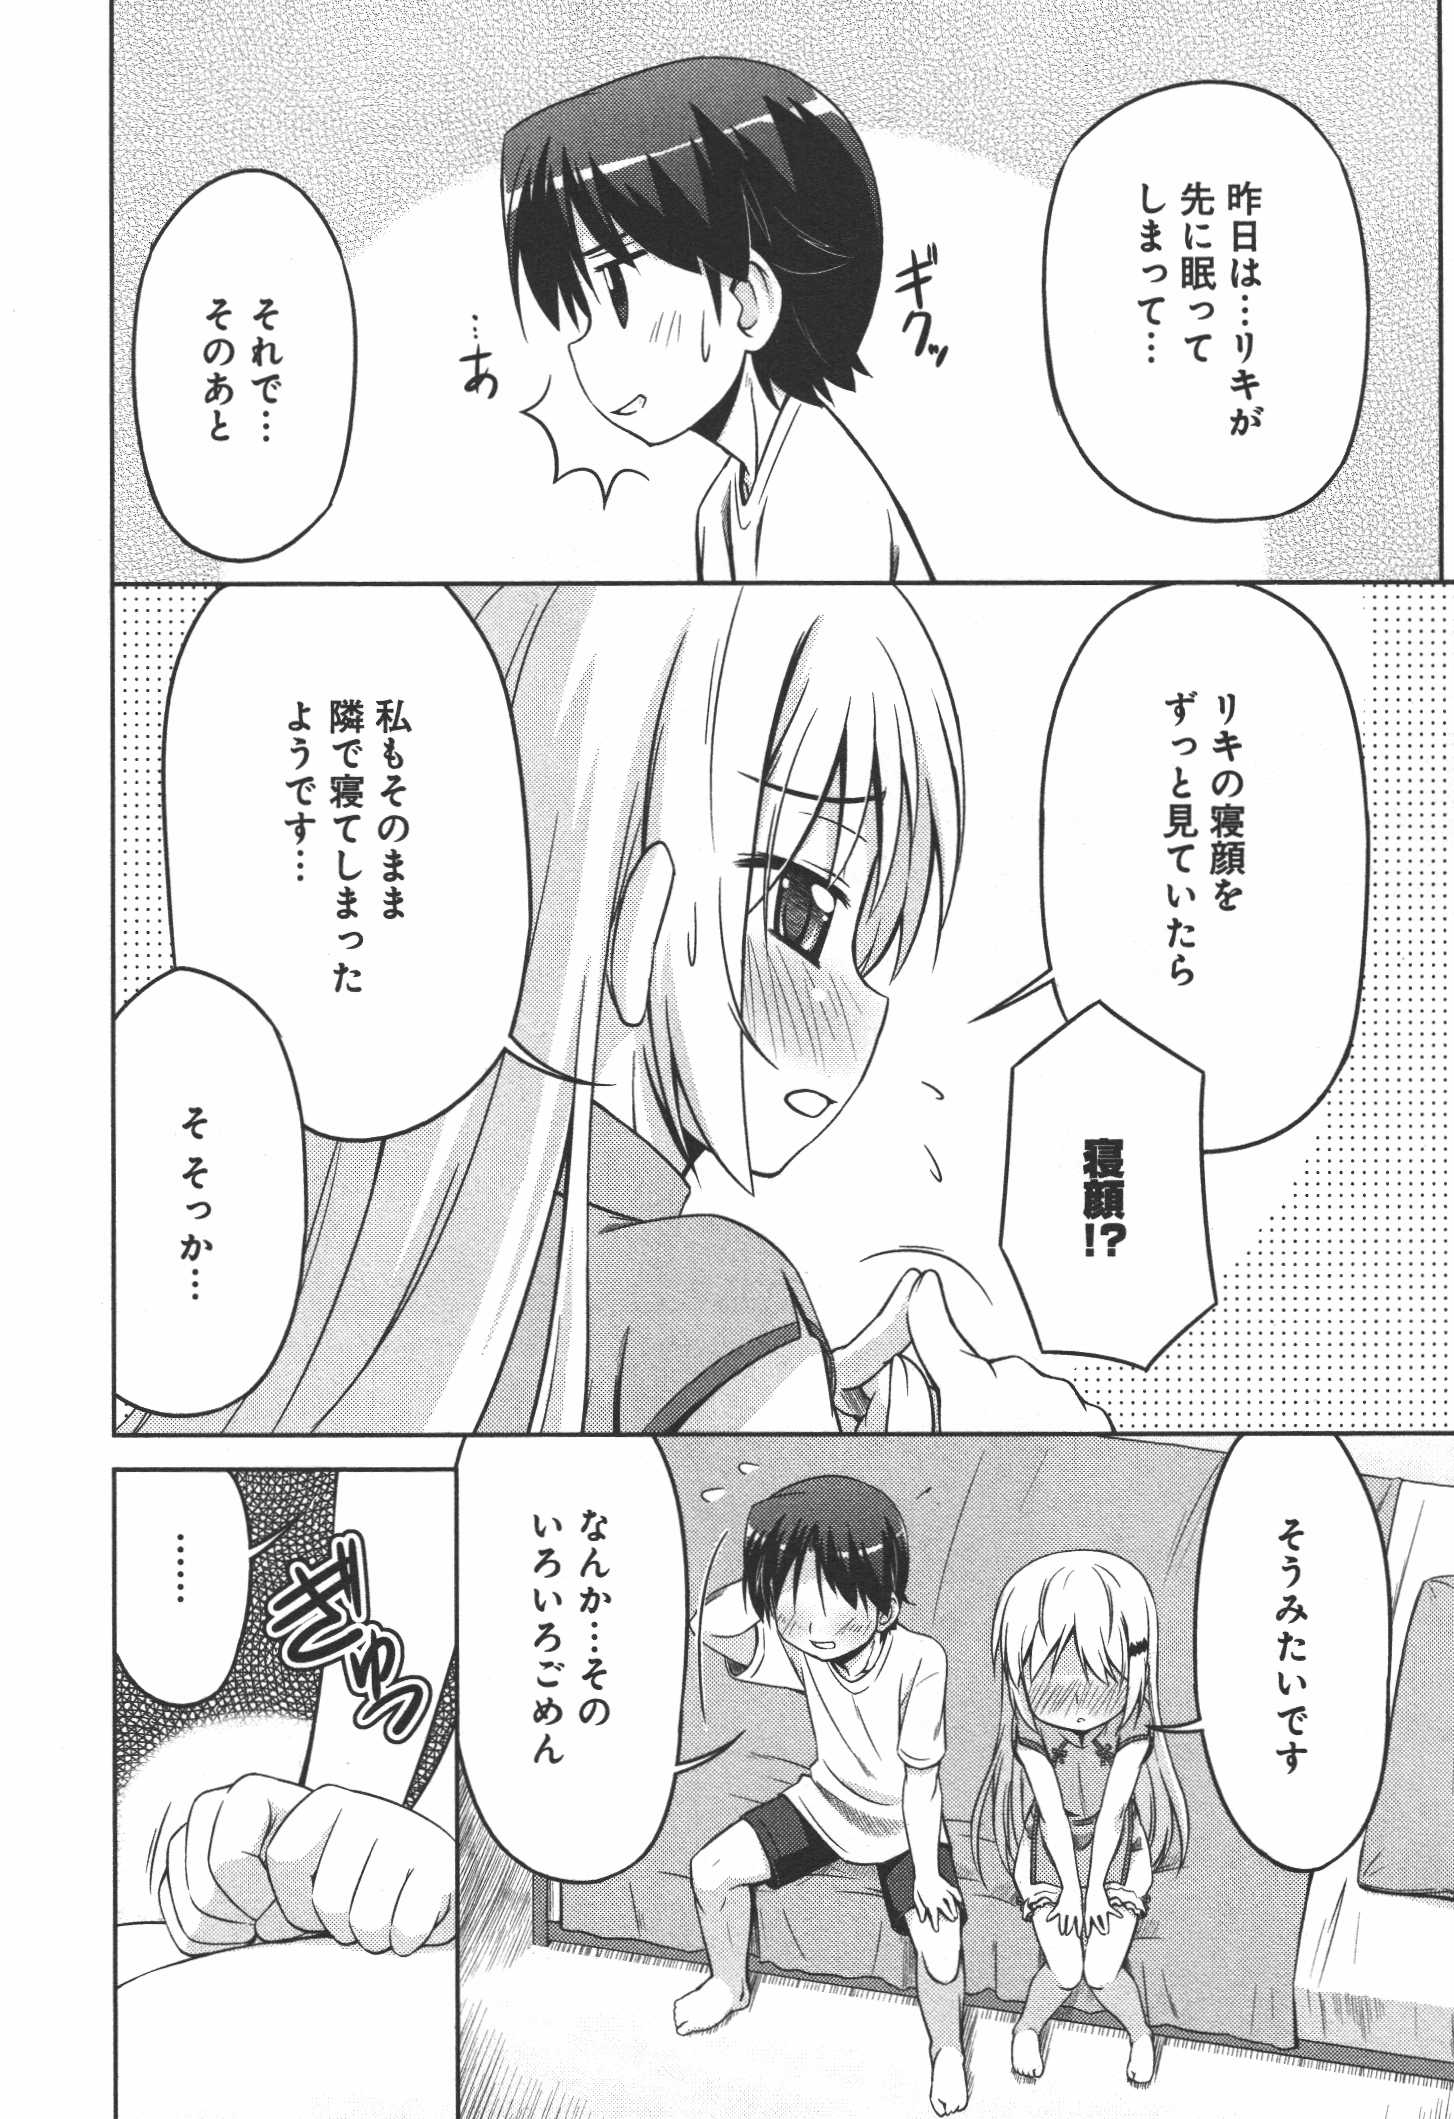 昨日は…リキが
先に眠って
しまって…
ギクッ
…あ
それで…
そのあと
リキの寝顔を
ずっと見ていたら
寝顔!?
私もそのまま
隣で寝てしまった
ようです…
そ そっか…
そうみたいです
なんか…その
いろいろごめん
ぎゅっ
……